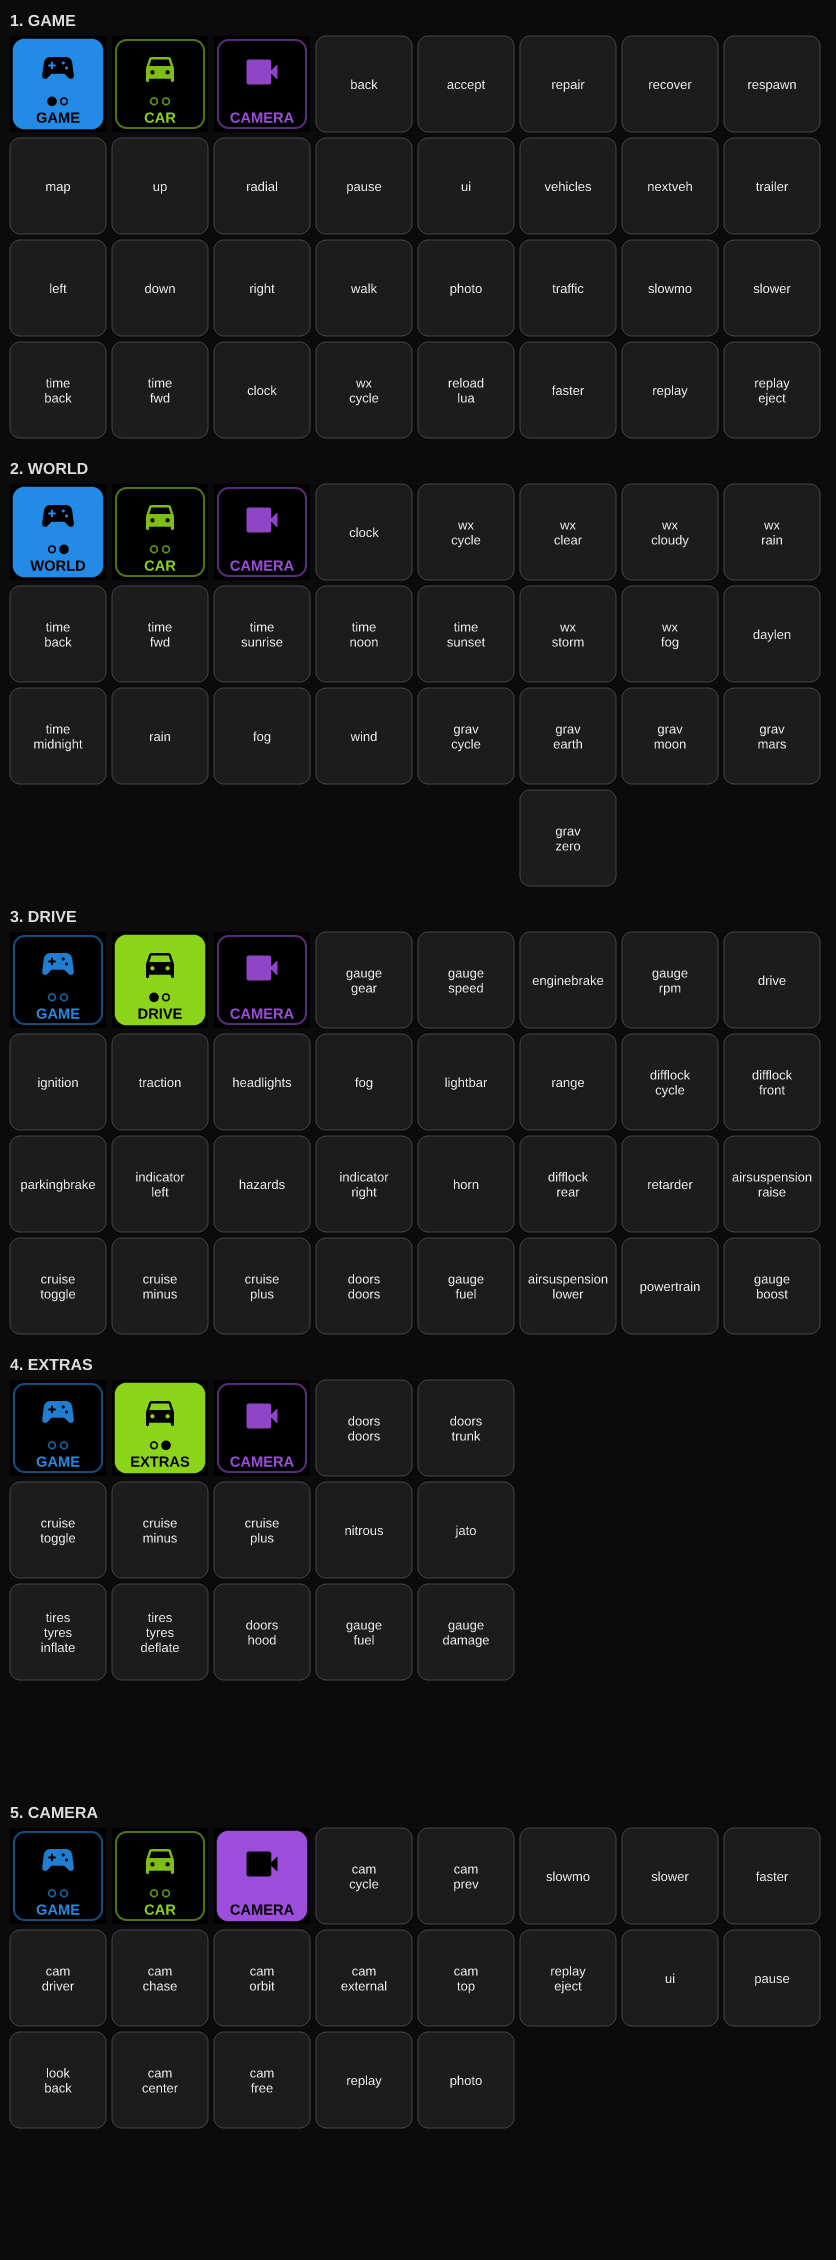 1. GAME
GAME CAR CAMERA back accept repair recover respawn
map up radial pause ui vehicles nextveh trailer
left down right walk photo traffic slowmo slower
time back time fwd clock wx cycle reload lua faster replay replay eject
2. WORLD
WORLD CAR CAMERA clock wx cycle wx clear wx cloudy wx rain
time back time fwd time sunrise time noon time sunset wx storm wx fog daylen
time midnight rain fog wind grav cycle grav earth grav moon grav mars
grav zero
3. DRIVE
GAME DRIVE CAMERA gauge gear gauge speed enginebrake gauge rpm drive
ignition traction headlights fog lightbar range difflock cycle difflock front
parkingbrake indicator left hazards indicator right horn difflock rear retarder airsuspension raise
cruise toggle cruise minus cruise plus doors doors gauge fuel airsuspension lower powertrain gauge boost
4. EXTRAS
GAME EXTRAS CAMERA doors doors doors trunk
cruise toggle cruise minus cruise plus nitrous jato
tires tyres inflate tires tyres deflate doors hood gauge fuel gauge damage
5. CAMERA
GAME CAR CAMERA cam cycle cam prev slowmo slower faster
cam driver cam chase cam orbit cam external cam top replay eject ui pause
look back cam center cam free replay photo